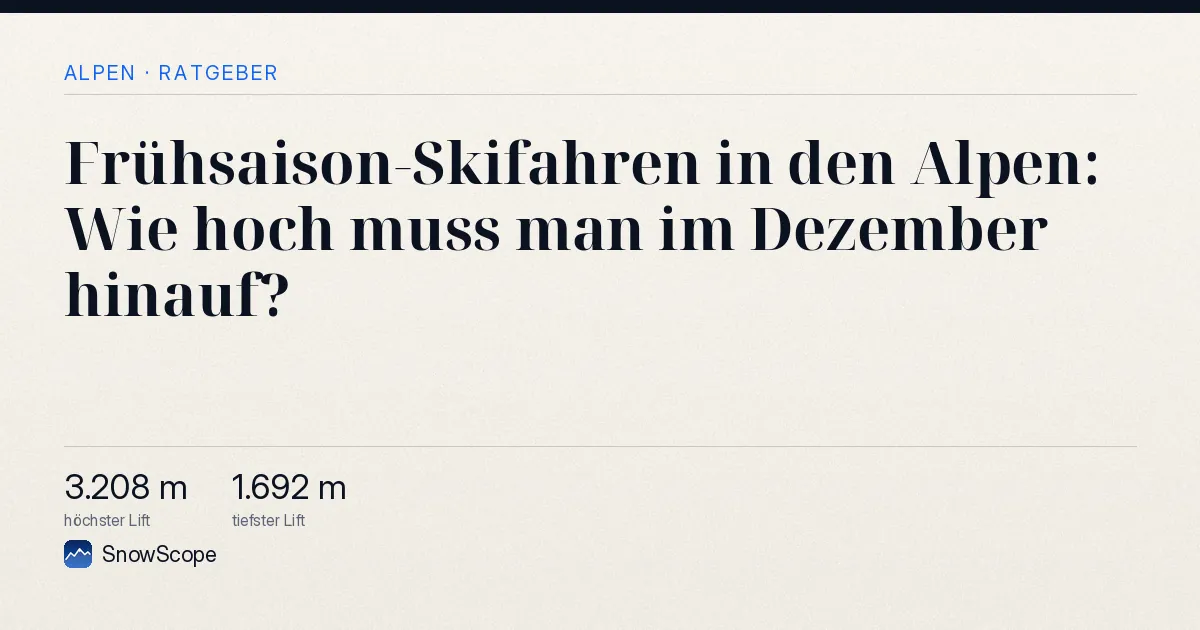 ALPEN · RATGEBER
Frühsaison-Skifahren in den Alpen:
Wie hoch muss man im Dezember
hinauf?
3.208 m 1.692 m
höchster Lift tiefster Lift
SnowScope